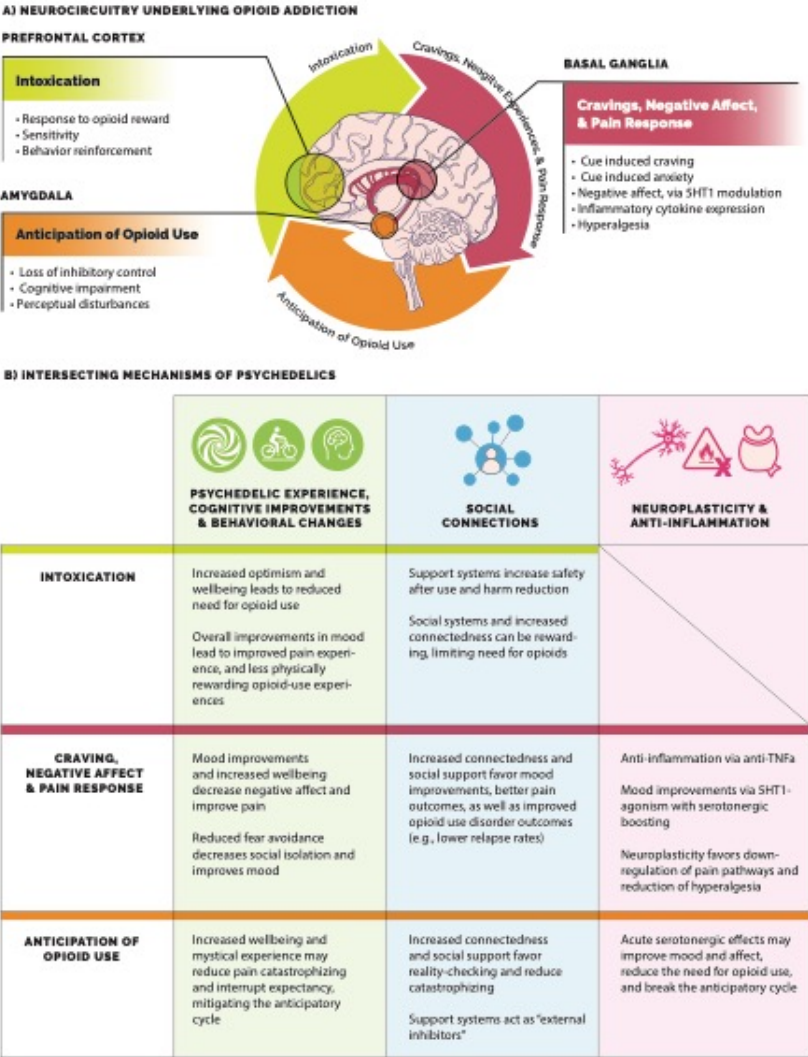 A) NEUROCIRCUITRY UNDERLYING OPIOID ADDICTION
PREFRONTAL CORTEX
Intoxication
• Response to opioid reward
• Sensitivity
• Behavior reinforcement
AMYGDALA
Anticipation of Opioid Use
• Loss of inhibitory control
• Cognitive impairment
• Perceptual disturbances
Intoxication
Cravings, Neagitve Experiences, & Pain Response
Anticipation of Opioid Use
BASAL GANGLIA
Cravings, Negative Affect,
& Pain Response
• Cue induced craving
• Cue induced anxiety
• Negative affect, via 5HT1 modulation
• Inflammatory cytokine expression
• Hyperalgesia
B) INTERSECTING MECHANISMS OF PSYCHEDELICS
PSYCHEDELIC EXPERIENCE,
COGNITIVE IMPROVEMENTS
& BEHAVIORAL CHANGES
SOCIAL
CONNECTIONS
NEUROPLASTICITY &
ANTI-INFLAMMATION
INTOXICATION
Increased optimism and
wellbeing leads to reduced
need for opioid use
Overall improvements in mood
lead to improved pain experi-
ence, and less physically
rewarding opioid-use experi-
ences
Support systems increase safety
after use and harm reduction
Social systems and increased
connectedness can be reward-
ing, limiting need for opioids
CRAVING,
NEGATIVE AFFECT
& PAIN RESPONSE
Mood improvements
and increased wellbeing
decrease negative affect and
improve pain
Reduced fear avoidance
decreases social isolation and
improves mood
Increased connectedness and
social support favor mood
improvements, better pain
outcomes, as well as improved
opioid use disorder outcomes
(e.g., lower relapse rates)
Anti-inflammation via anti-TNFa
Mood improvements via 5HT1-
agonism with serotonergic
boosting
Neuroplasticity favors down-
regulation of pain pathways and
reduction of hyperalgesia
ANTICIPATION OF
OPIOID USE
Increased wellbeing and
mystical experience may
reduce pain catastrophizing
and interrupt expectancy,
mitigating the anticipatory
cycle
Increased connectedness
and social support favor
reality-checking and reduce
catastrophizing
Support systems act as "external
inhibitors"
Acute serotonergic effects may
improve mood and affect,
reduce the need for opioid use,
and break the anticipatory cycle